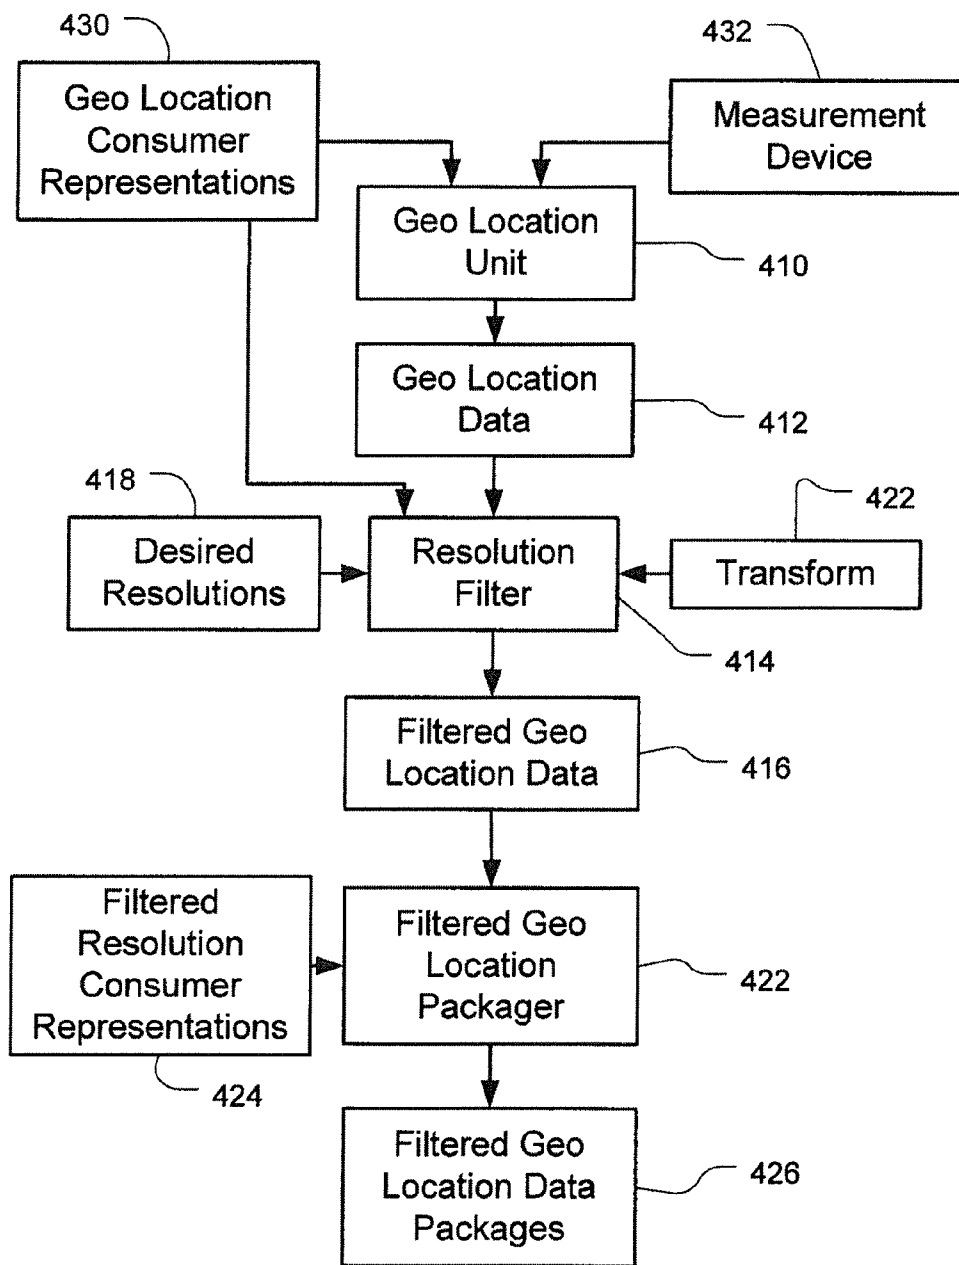 430
432
Geo Location
Consumer
Representations
Measurement
Device
Geo Location
Unit
410
Geo Location
Data
412
418
422
Desired
Resolutions
Resolution
Filter
Transform
414
Filtered Geo
Location Data
416
Filtered
Resolution
Consumer
Representations
Filtered Geo
Location
Packager
422
424
Filtered Geo
Location Data
Packages
426